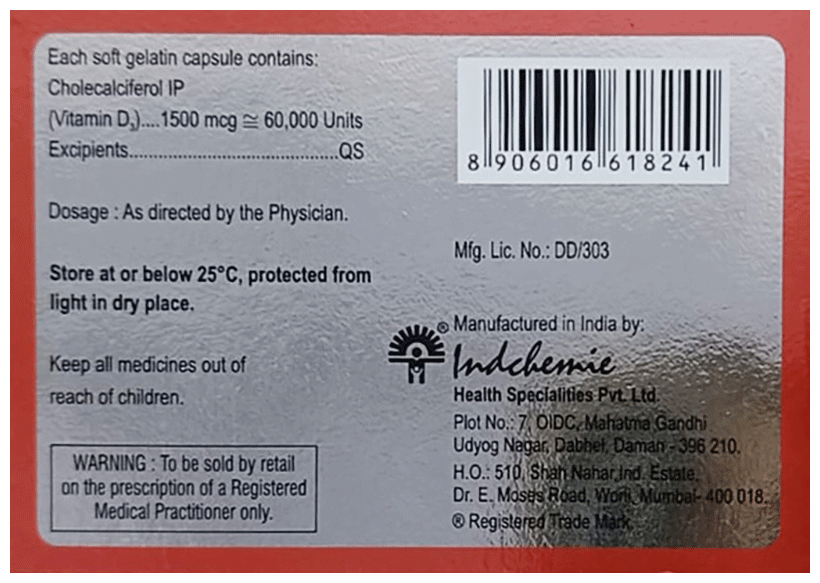 Each soft gelatin capsule contains:
Cholecalciferol IP
(Vitamin D₃)....1500 mcg ≅ 60,000 Units
Excipients.......................................QS
Dosage : As directed by the Physician.
Store at or below 25°C, protected from
light in dry place.
Keep all medicines out of
reach of children.
WARNING : To be sold by retail
on the prescription of a Registered
Medical Practitioner only.
8 906016 618241
Mfg. Lic. No.: DD/303
® Manufactured in India by:
Indchemie
Health Specialities Pvt. Ltd.
Plot No.: 7, OIDC, Mahatma Gandhi
Udyog Nagar, Dabhel, Daman - 396 210.
H.O.: 510, Shah Nahar Ind. Estate,
Dr. E. Moses Road, Worli, Mumbai- 400 018.
® Registered Trade Mark.